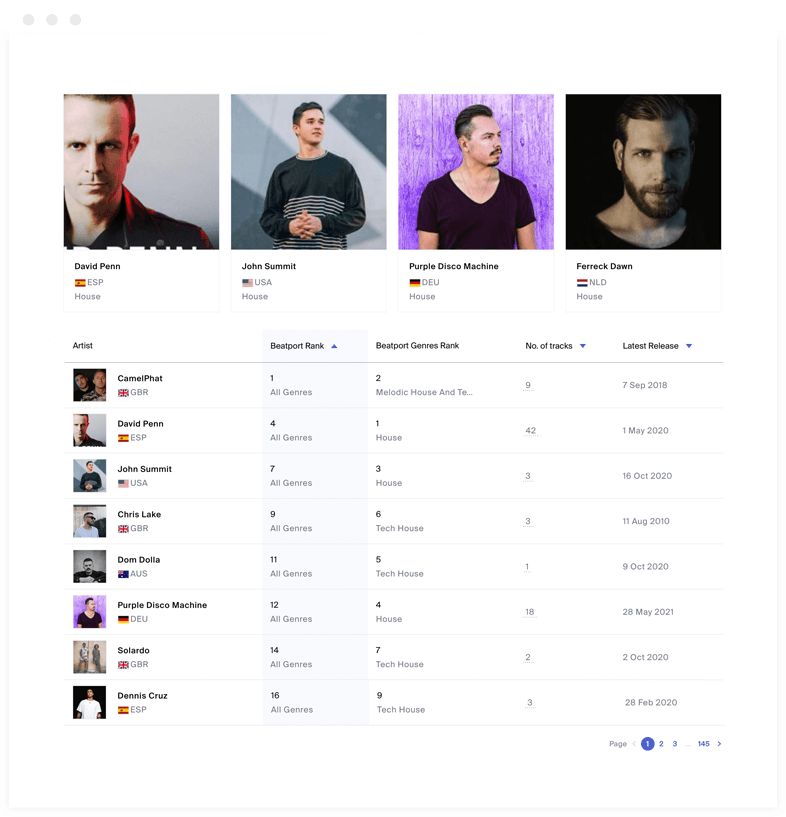 David Penn
ESP
House
John Summit
USA
House
Purple Disco Machine
DEU
House
Ferreck Dawn
NLD
House
Artist Beatport Rank Beatport Genres Rank No. of tracks Latest Release
CamelPhat 1 2 9 7 Sep 2018
GBR All Genres Melodic House And Te...
David Penn 4 1 42 1 May 2020
ESP All Genres House
John Summit 7 3 3 16 Oct 2020
USA All Genres House
Chris Lake 9 6 3 11 Aug 2010
GBR All Genres Tech House
Dom Dolla 11 5 1 9 Oct 2020
AUS All Genres Tech House
Purple Disco Machine 12 4 18 28 May 2021
DEU All Genres House
Solardo 14 7 2 2 Oct 2020
GBR All Genres Tech House
Dennis Cruz 16 9 3 28 Feb 2020
ESP All Genres Tech House
Page < 1 2 3 ... 145 >